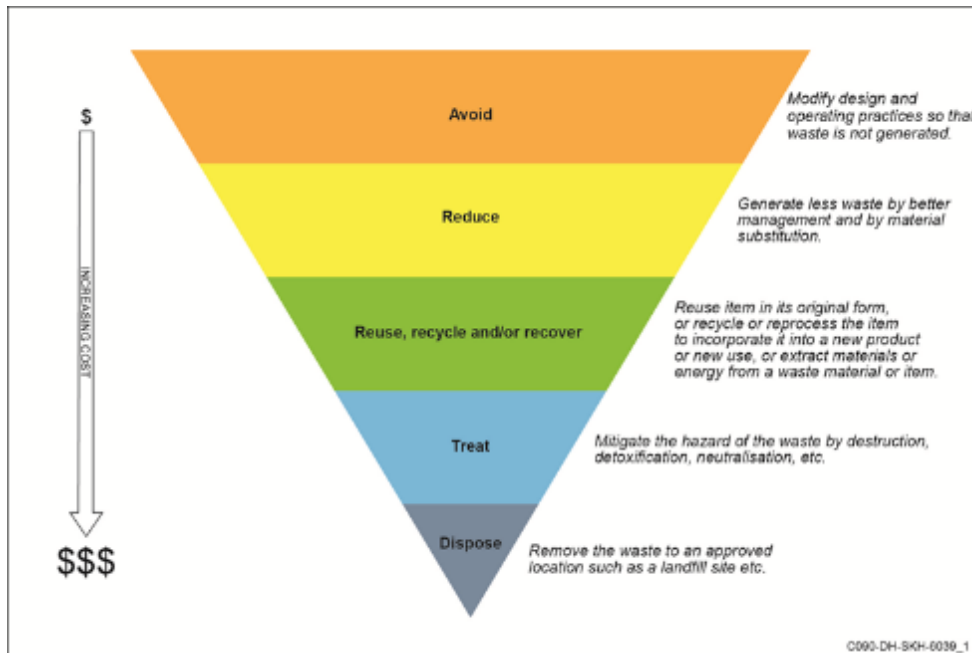 $
INCREASING COST
$$$
Avoid
Modify design and
operating practices so that
waste is not generated.
Reduce
Generate less waste by better
management and by material
substitution.
Reuse, recycle and/or recover
Reuse item in its original form,
or recycle or reprocess the item
to incorporate it into a new product
or new use, or extract materials or
energy from a waste material or item.
Treat
Mitigate the hazard of the waste by destruction,
detoxification, neutralisation, etc.
Dispose
Remove the waste to an approved
location such as a landfill site etc.
C090-DH-SKH-0039_1